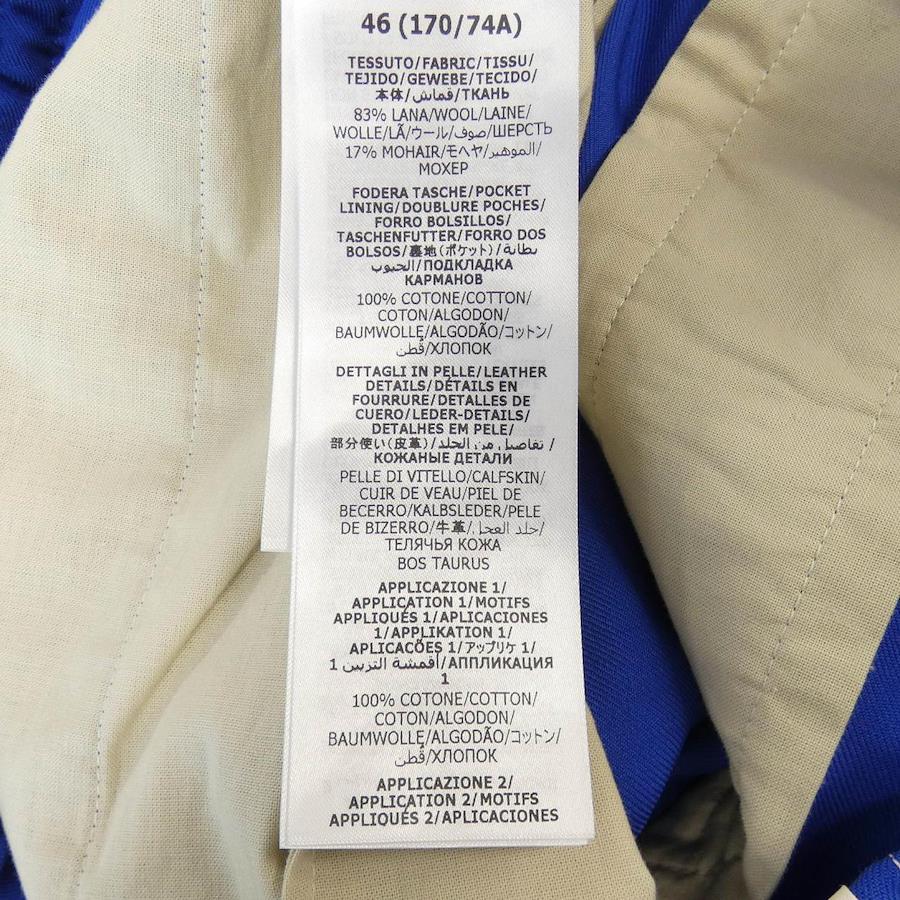 46 (170/74A)
TESSUTO/FABRIC/TISSU/
TEJIDO/GEWEBE/TECIDO/
本体/قماش/ТКАНЬ
83% LANA/WOOL/LAINE/
WOLLE/LÃ/ウール/صوف/ШЕРСТЬ
17% MOHAIR/モヘヤ/الموهير/
МОХЕР
FODERA TASCHE/POCKET
LINING/DOUBLURE POCHES/
FORRO BOLSILLOS/
TASCHENFUTTER/FORRO DOS
BOLSOS/裏地(ポケット)/بطانة
الجيوب/ПОДКЛАДКА
КАРМАНОВ
100% COTONE/COTTON/
COTON/ALGODON/
BAUMWOLLE/ALGODÃO/コットン/
قُطن/ХЛОПОК
DETTAGLI IN PELLE/LEATHER
DETAILS/DÉTAILS EN
FOURRURE/DETALLES DE
CUERO/LEDER-DETAILS/
DETALHES EM PELE/
部分使い(皮革)/تفاصيل من الجلد/
КОЖАНЫЕ ДЕТАЛИ
PELLE DI VITELLO/CALFSKIN/
CUIR DE VEAU/PIEL DE
BECERRO/KALBSLEDER/PELE
DE BIZERRO/牛革/جلد العجل/
ТЕЛЯЧЬЯ КОЖА
BOS TAURUS
APPLICAZIONE 1/
APPLICATION 1/MOTIFS
APPLIQUÉS 1/APLICACIONES
1/APPLIKATION 1/
APLICACÕES 1/アップリケ 1/
أقمشة التزيين 1/АППЛИКАЦИЯ
1
100% COTONE/COTTON/
COTON/ALGODON/
BAUMWOLLE/ALGODÃO/コットン/
قُطن/ХЛОПОК
APPLICAZIONE 2/
APPLICATION 2/MOTIFS
APPLIQUÉS 2/APLICACIONES